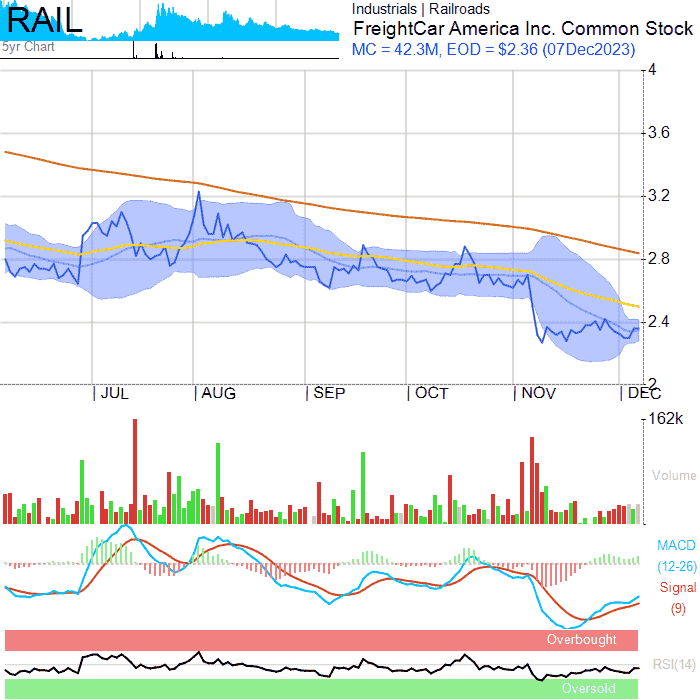 RAIL
5yr Chart
Industrials | Railroads
FreightCar America Inc. Common Stock
MC = 42.3M, EOD = $2.36 (07Dec2023)
4
3.6
3.2
2.8
2.4
2
JUL
AUG
SEP
OCT
NOV
DEC
162k
Volume
MACD
(12-26)
Signal
(9)
Overbought
RSI(14)
Oversold